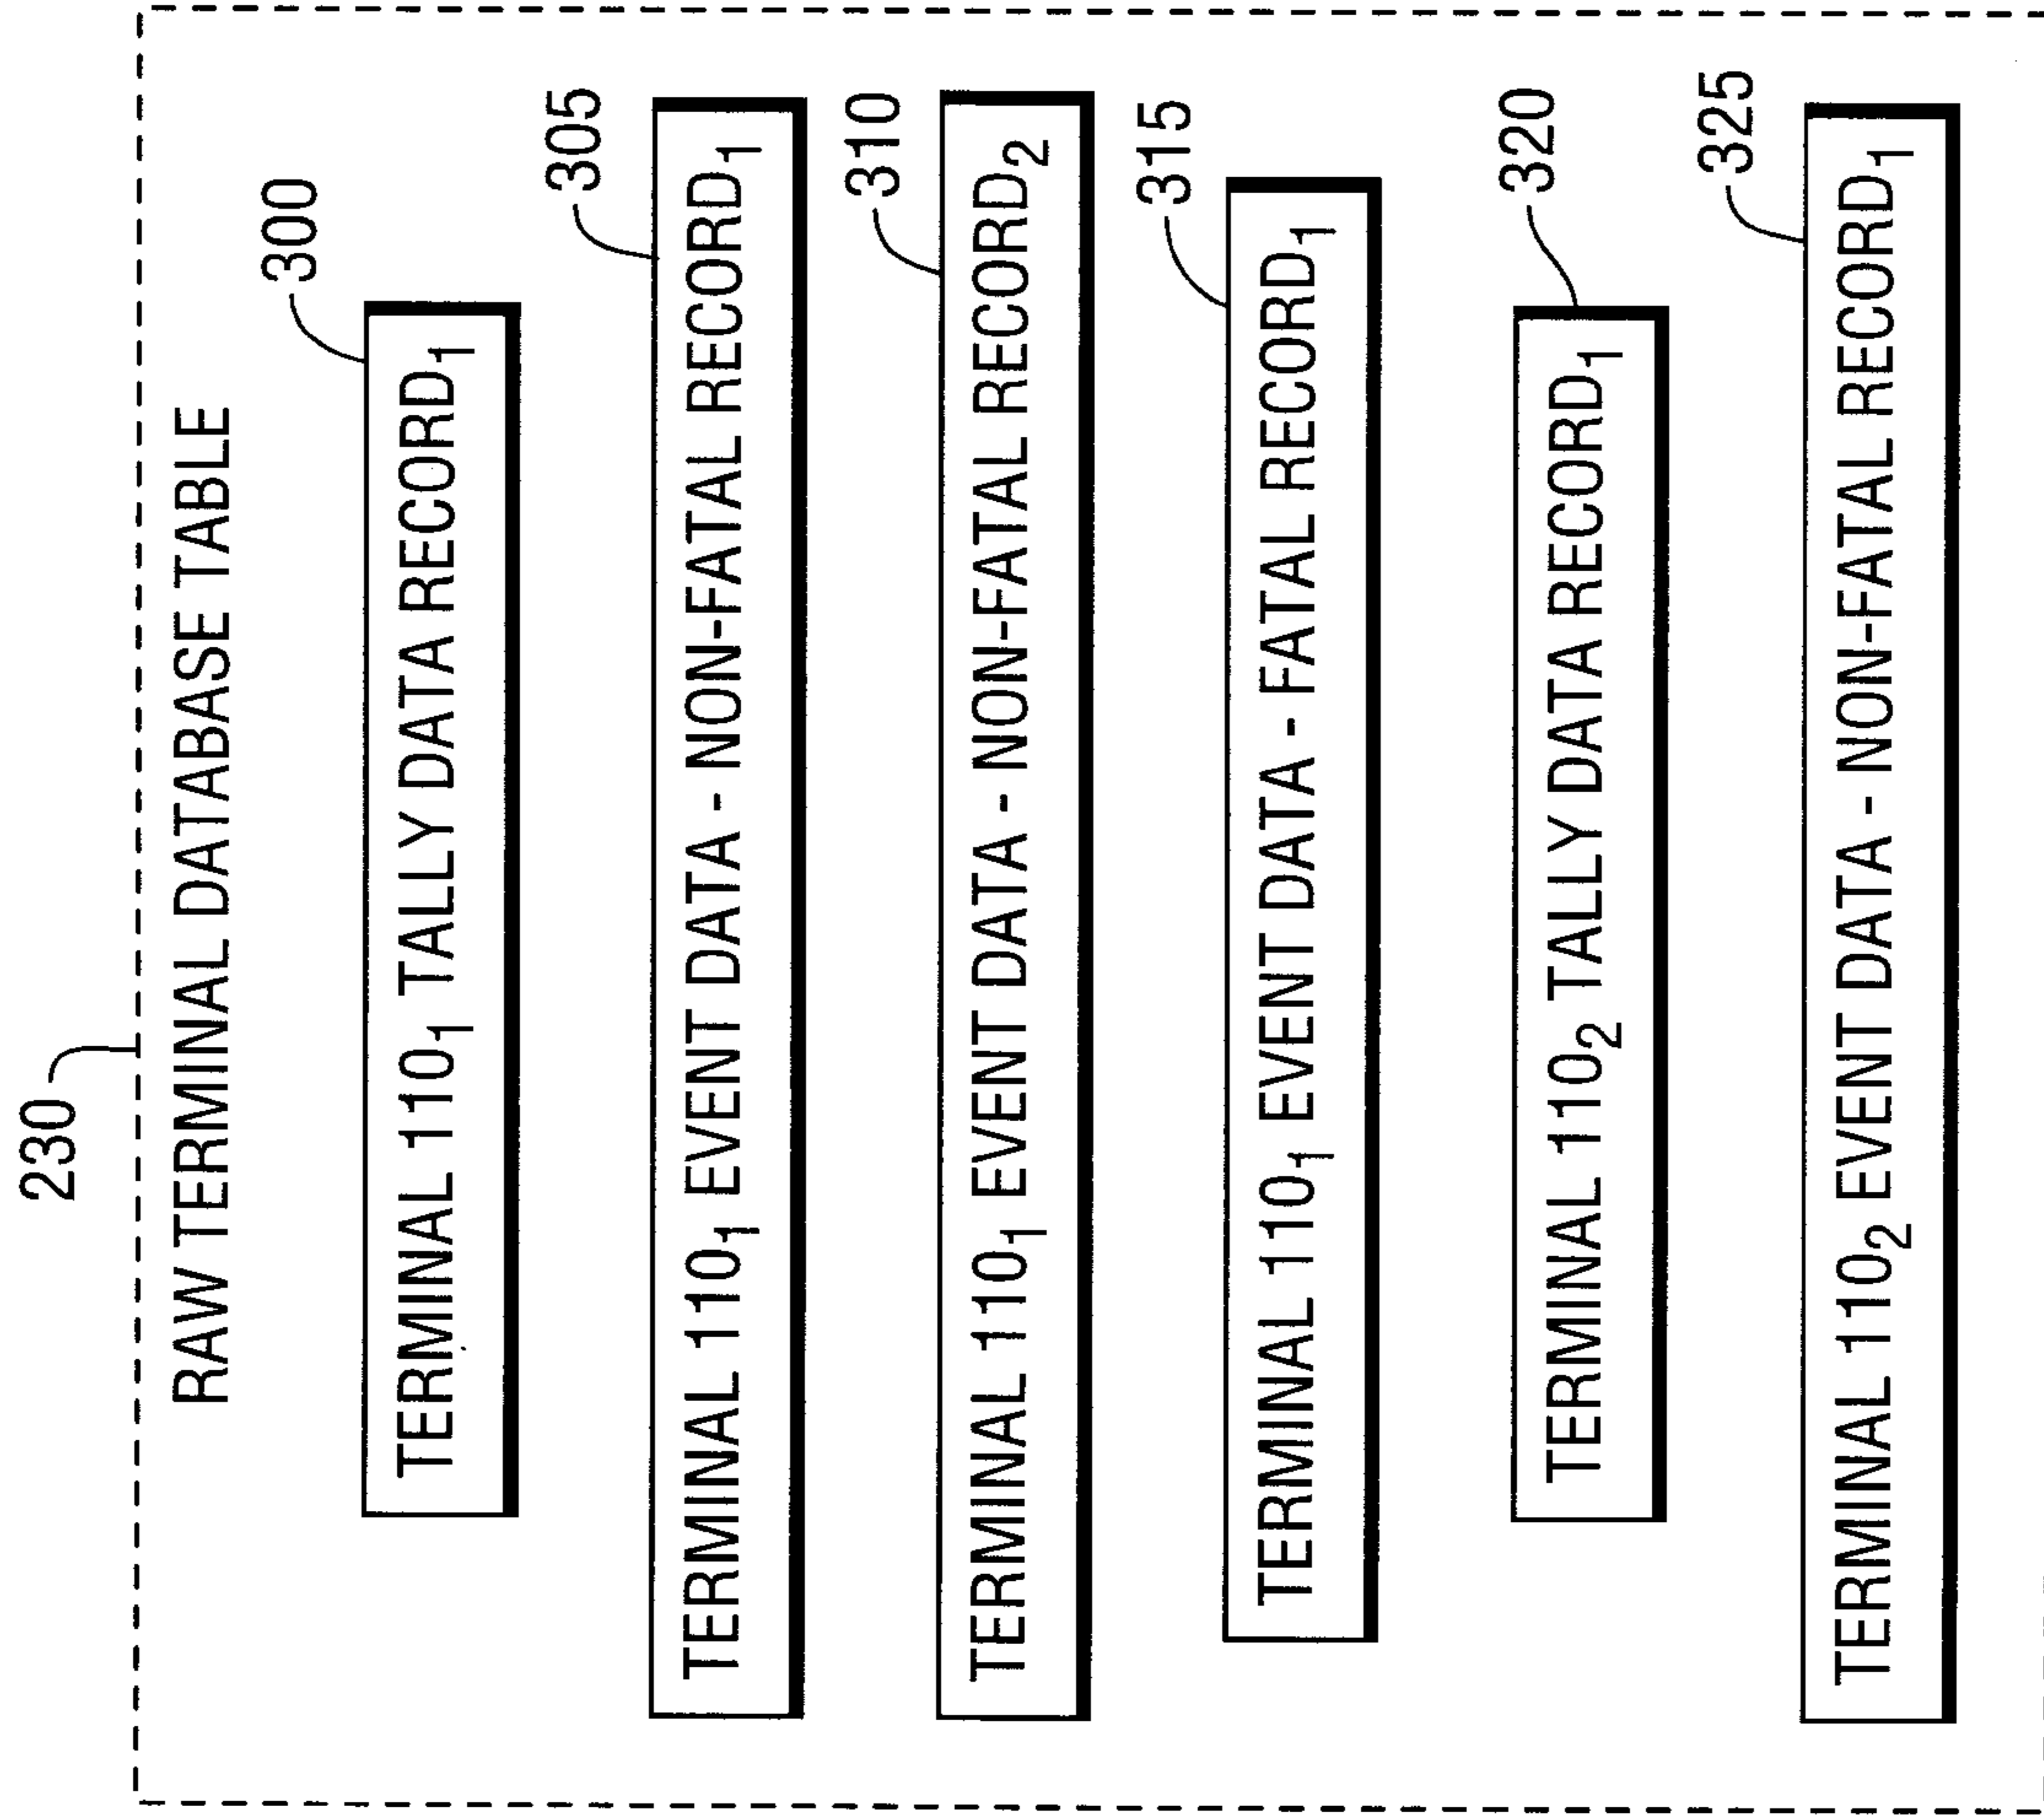 230
RAW TERMINAL DATABASE TABLE
300
TERMINAL 110₁ TALLY DATA RECORD₁
305
TERMINAL 110₁ EVENT DATA - NON-FATAL RECORD₁
310
TERMINAL 110₁ EVENT DATA - NON-FATAL RECORD₂
315
TERMINAL 110₁ EVENT DATA - FATAL RECORD₁
320
TERMINAL 110₂ TALLY DATA RECORD₁
325
TERMINAL 110₂ EVENT DATA - NON-FATAL RECORD₁